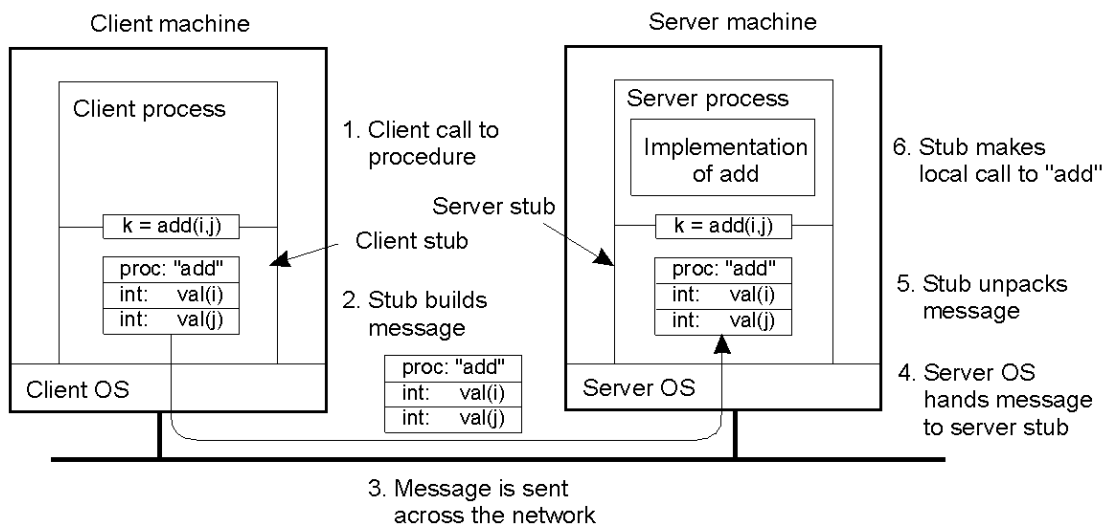 Client machine
Server machine
Client process
1. Client call to
procedure
Server process
Implementation
of add
6. Stub makes
local call to "add"
Server stub
k = add(i,j)
k = add(i,j)
Client stub
proc: "add"
int: val(i)
int: val(j)
proc: "add"
int: val(i)
int: val(j)
5. Stub unpacks
message
2. Stub builds
message
proc: "add"
int: val(i)
int: val(j)
Client OS
Server OS
4. Server OS
hands message
to server stub
3. Message is sent
across the network